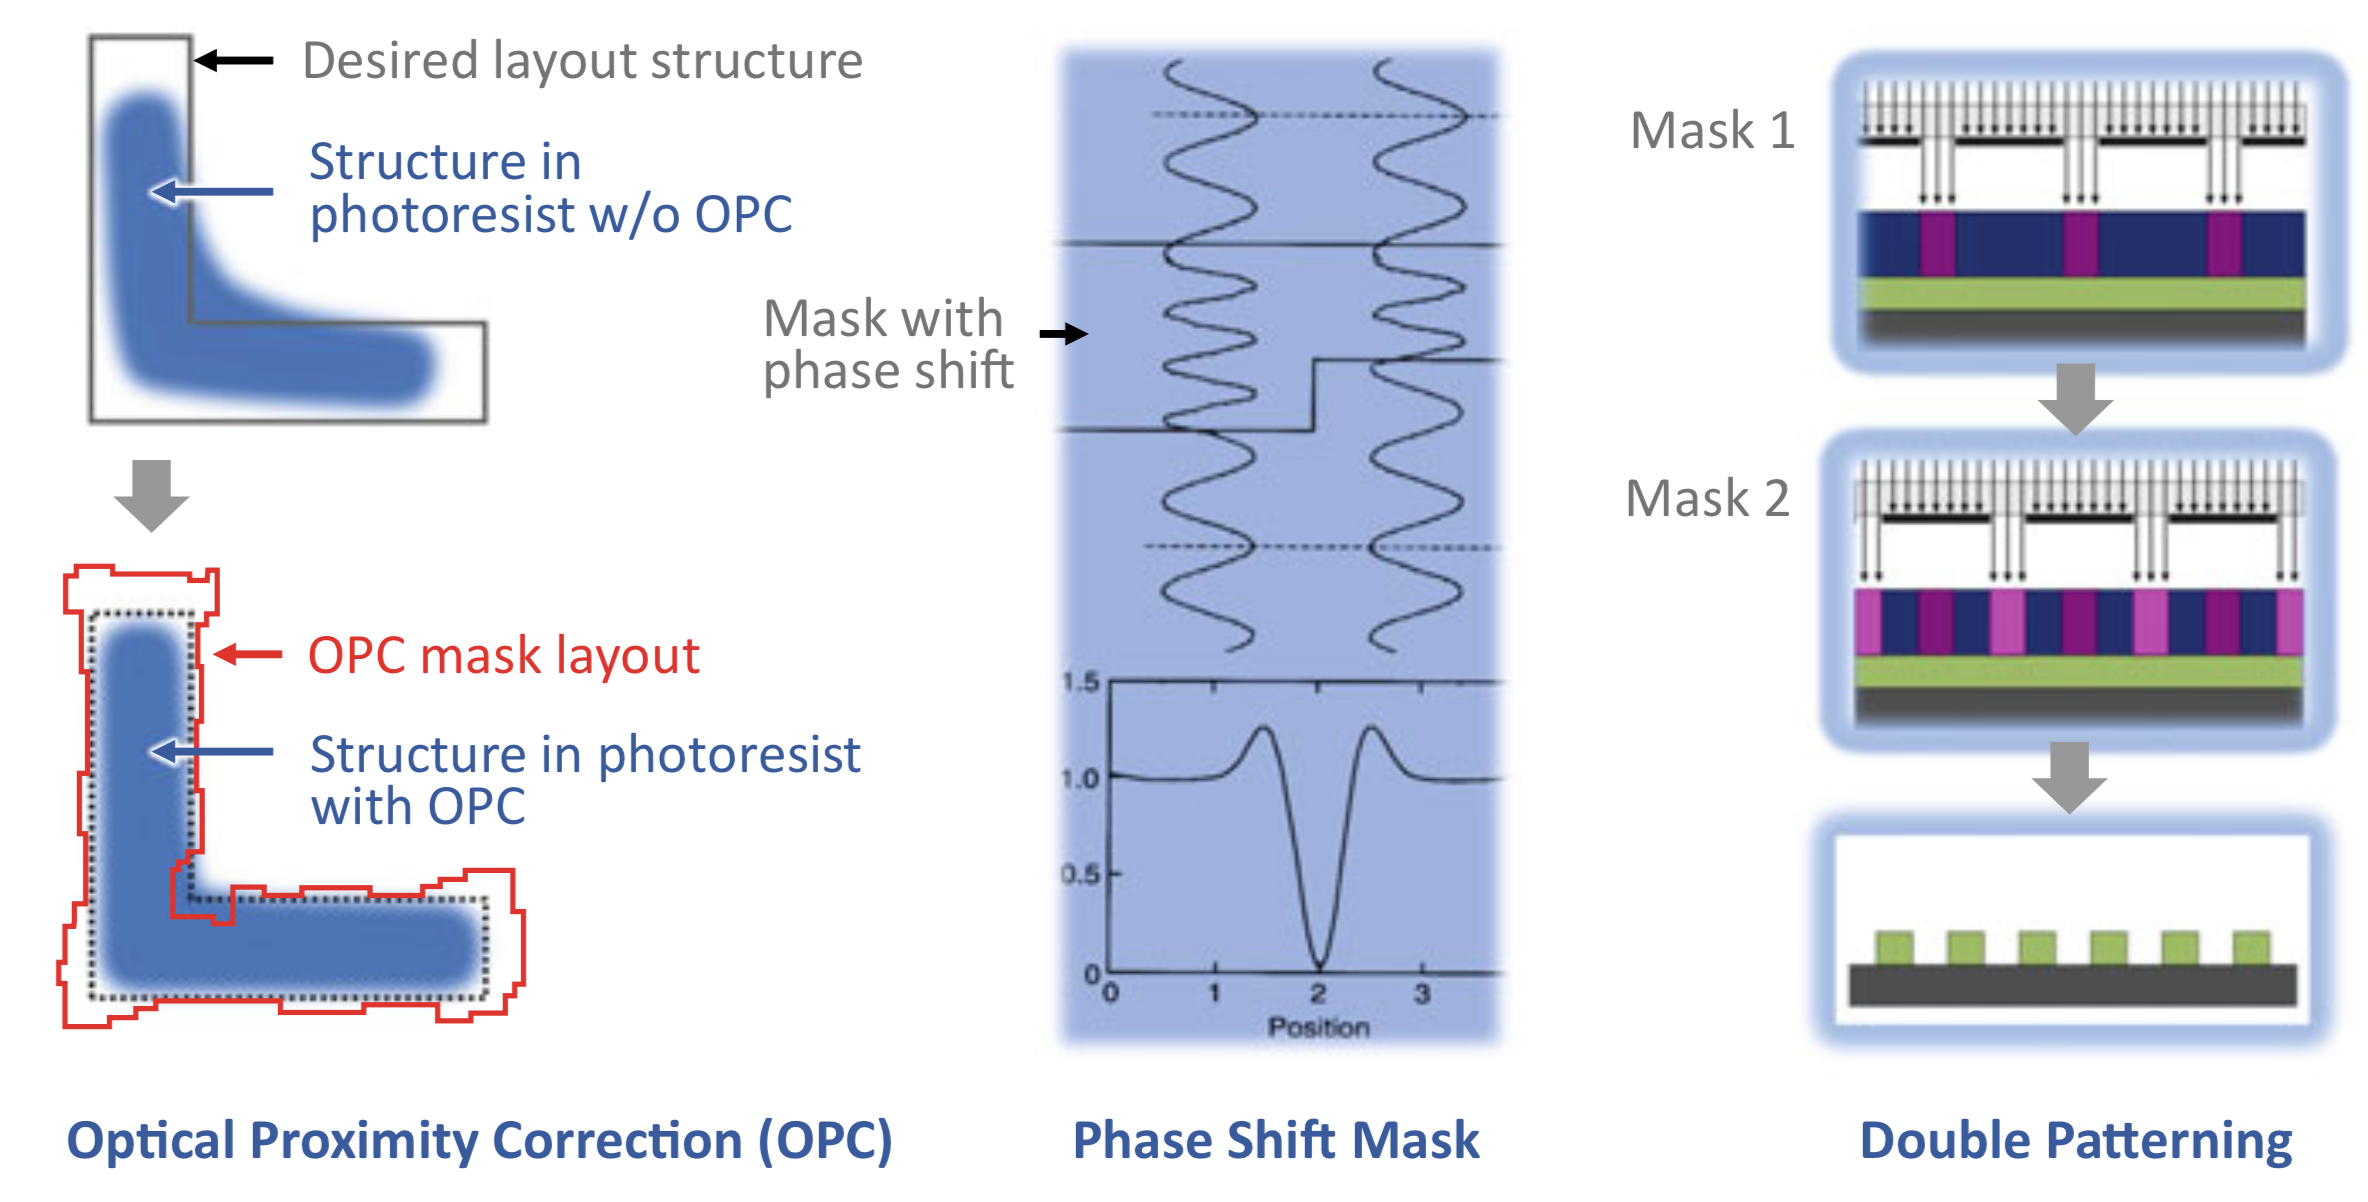 Desired layout structure
Structure in
photoresist w/o OPC
OPC mask layout
Structure in photoresist
with OPC
Optical Proximity Correction (OPC)
Mask with
phase shift
1.5
1.0
0.5
0
0 1 2 3
Position
Phase Shift Mask
Mask 1
Mask 2
Double Patterning